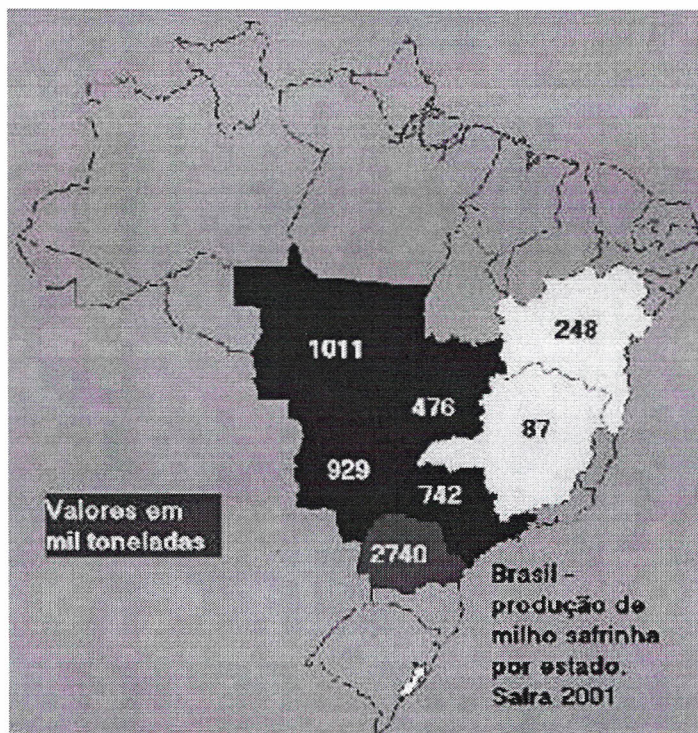 1011
248
476
87
929
742
Valores em
mil toneladas
2740
Brasil -
produção de
milho safrinha
por estado.
Safra 2001